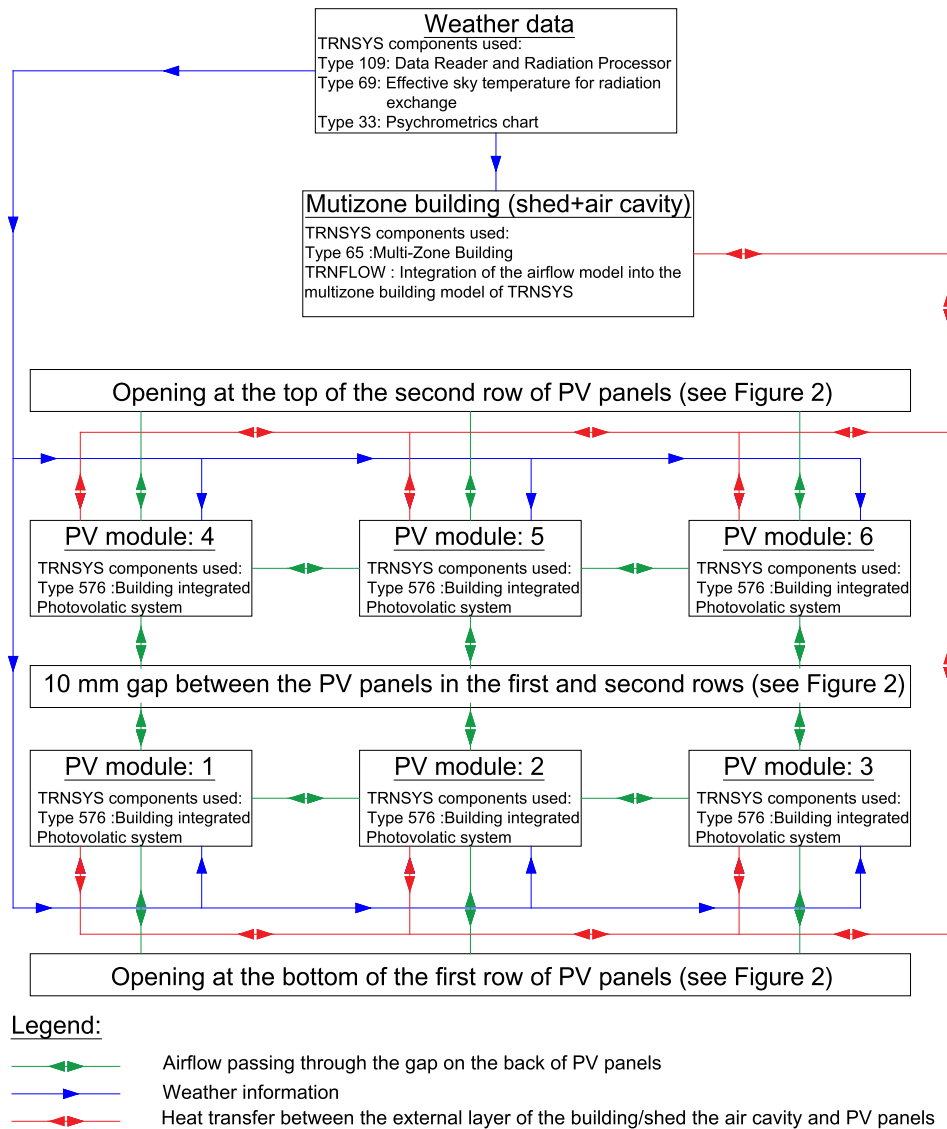 Weather data
TRNSYS components used:
Type 109: Data Reader and Radiation Processor
Type 69: Effective sky temperature for radiation
exchange
Type 33: Psychrometrics chart
Mutizone building (shed+air cavity)
TRNSYS components used:
Type 65 :Multi-Zone Building
TRNFLOW : Integration of the airflow model into the
multizone building model of TRNSYS
Opening at the top of the second row of PV panels (see Figure 2)
PV module: 4
TRNSYS components used:
Type 576 :Building integrated
Photovolatic system
PV module: 5
TRNSYS components used:
Type 576 :Building integrated
Photovolatic system
PV module: 6
TRNSYS components used:
Type 576 :Building integrated
Photovolatic system
10 mm gap between the PV panels in the first and second rows (see Figure 2)
PV module: 1
TRNSYS components used:
Type 576 :Building integrated
Photovolatic system
PV module: 2
TRNSYS components used:
Type 576 :Building integrated
Photovolatic system
PV module: 3
TRNSYS components used:
Type 576 :Building integrated
Photovolatic system
Opening at the bottom of the first row of PV panels (see Figure 2)
Legend:
Airflow passing through the gap on the back of PV panels
Weather information
Heat transfer between the external layer of the building/shed the air cavity and PV panels